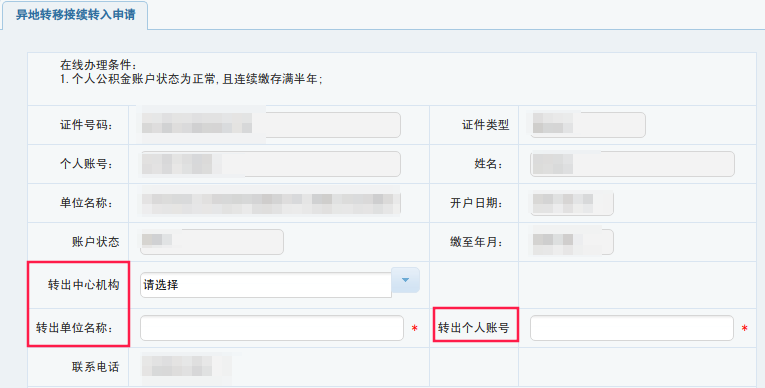 异地转移接续转入申请
在线办理条件：
1. 个人公积金账户状态为正常, 且连续缴存满半年;
证件号码： 证件类型
个人账号： 姓名：
单位名称： 开户日期：
账户状态 缴至年月：
转出中心机构 请选择
转出单位名称： * 转出个人账号 *
联系电话